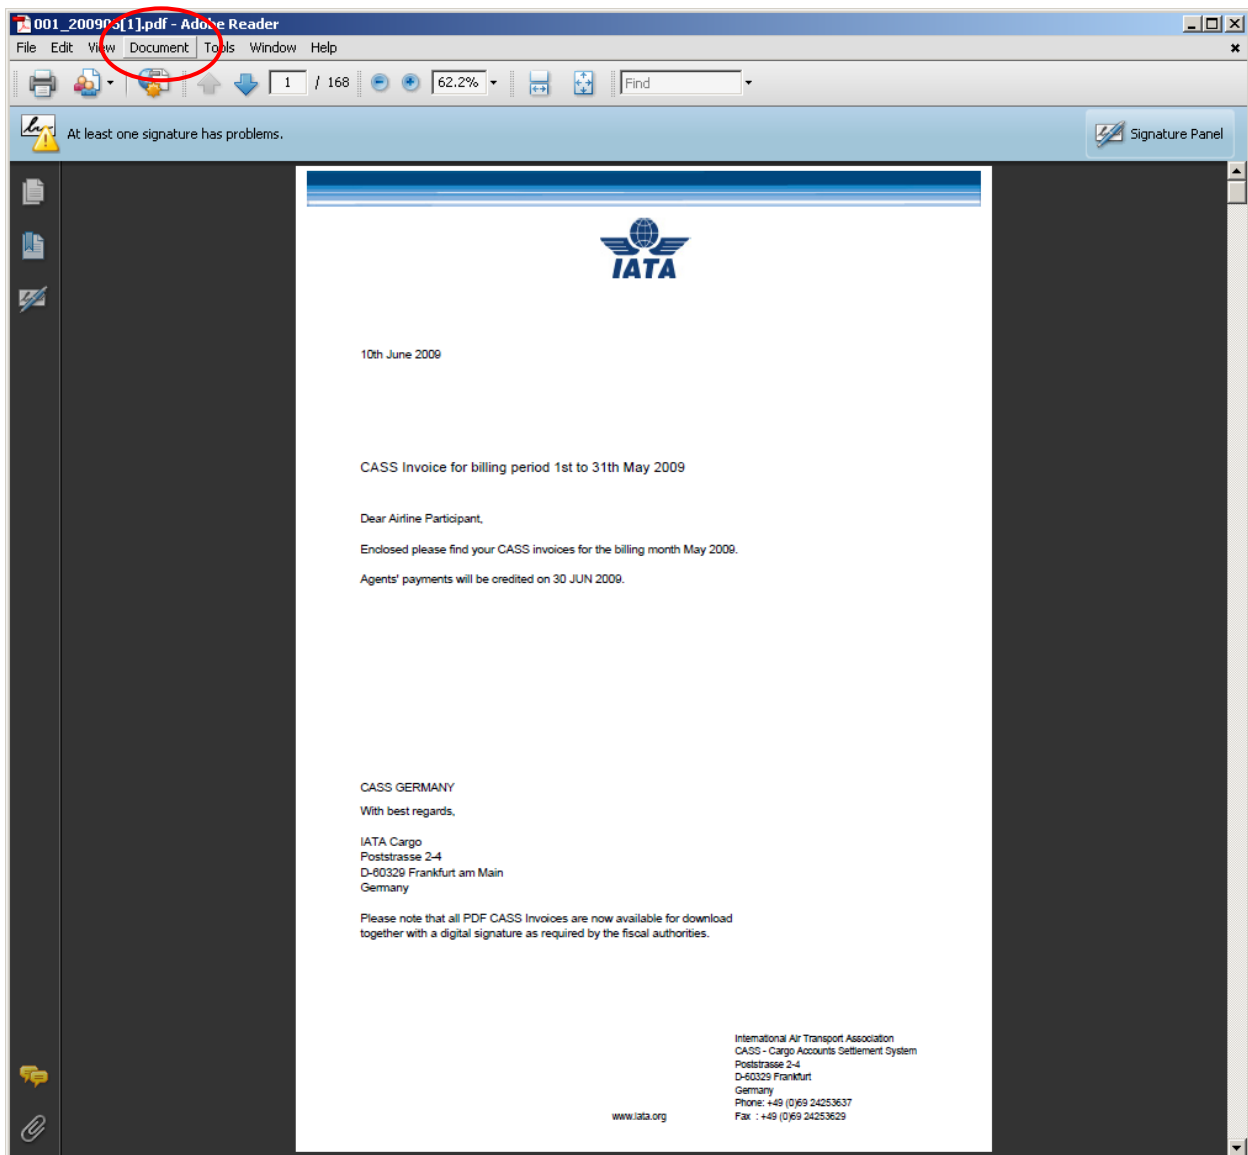 001_200905[1].pdf - Adobe Reader
File Edit View Document Tools Window Help
1 / 168 62.2% Find
At least one signature has problems.
Signature Panel
IATA
10th June 2009
CASS Invoice for billing period 1st to 31th May 2009
Dear Airline Participant,
Enclosed please find your CASS invoices for the billing month May 2009.
Agents' payments will be credited on 30 JUN 2009.
CASS GERMANY
With best regards,
IATA Cargo
Poststrasse 2-4
D-60329 Frankfurt am Main
Germany
Please note that all PDF CASS Invoices are now available for download
together with a digital signature as required by the fiscal authorities.
International Air Transport Association
CASS - Cargo Accounts Settlement System
Poststrasse 2-4
D-60329 Frankfurt
Germany
Phone: +49 (0)69 24253637
www.iata.org Fax : +49 (0)69 24253629